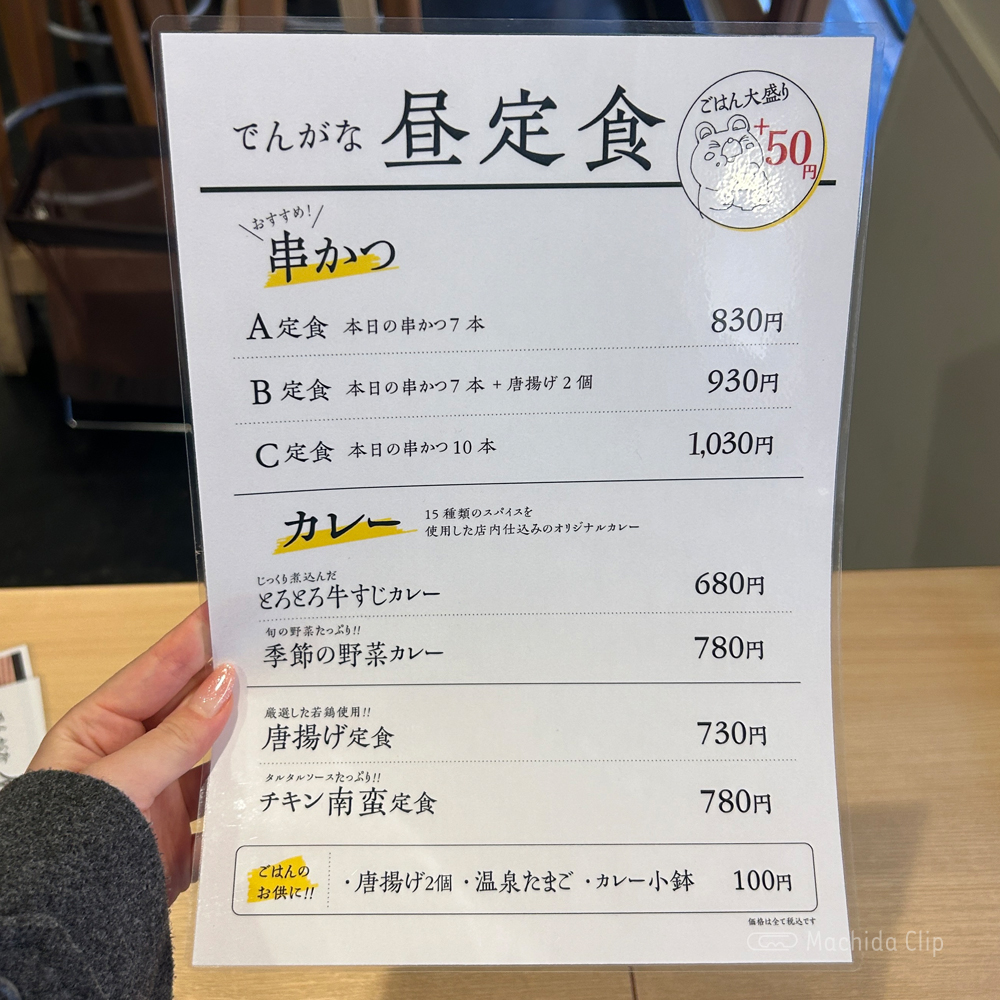 でんがな 昼定食
ごはん大盛り
+50円
おすすめ!
串かつ
A定食 本日の串かつ7本 830円
B定食 本日の串かつ7本+唐揚げ2個 930円
C定食 本日の串かつ10本 1,030円
カレー
15種類のスパイスを
使用した店内仕込みのオリジナルカレー
じっくり煮込んだ
とろとろ牛すじカレー 680円
旬の野菜たっぷり!!
季節の野菜カレー 780円
厳選した若鶏使用!!
唐揚げ定食 730円
タルタルソースたっぷり!!
チキン南蛮定食 780円
ごはんの
お供に!!
・唐揚げ2個・温泉たまご・カレー小鉢 100円
価格は全て税込です
Machida Clip